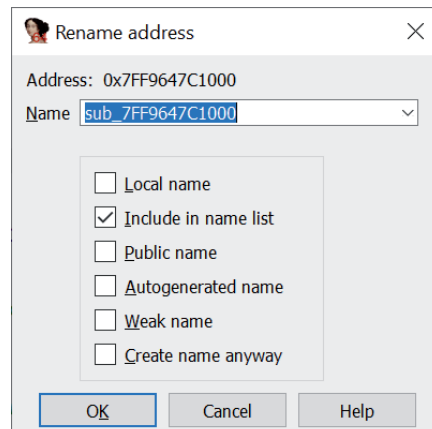 Rename address
Address: 0x7FF9647C1000
Name sub_7FF9647C1000
Local name
Include in name list
Public name
Autogenerated name
Weak name
Create name anyway
OK Cancel Help